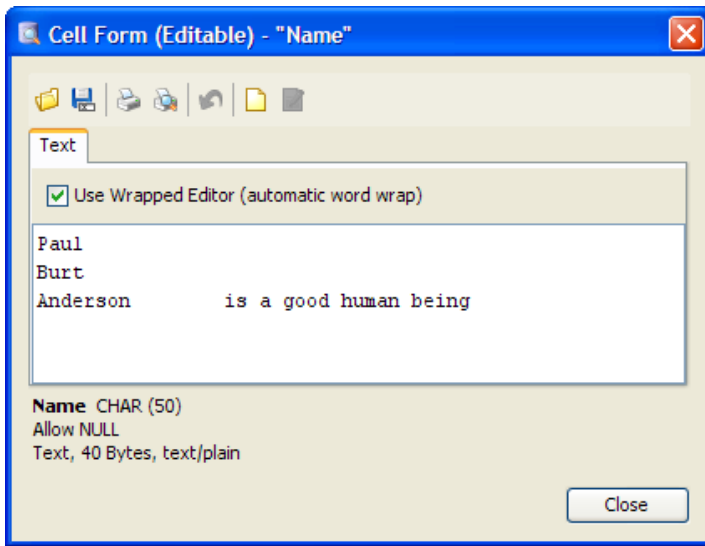 Cell Form (Editable) - "Name"
Text
Use Wrapped Editor (automatic word wrap)
Paul
Burt
Anderson is a good human being
Name CHAR (50)
Allow NULL
Text, 40 Bytes, text/plain
Close